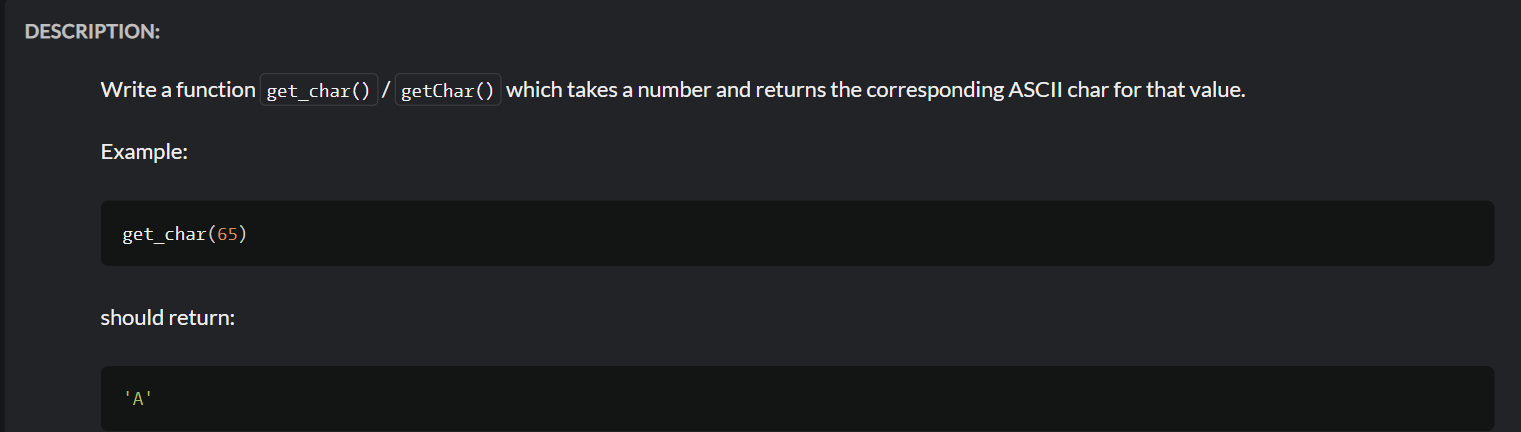 DESCRIPTION:
Write a function get_char() / getChar() which takes a number and returns the corresponding ASCII char for that value.
Example:
get_char(65)
should return:
'A'